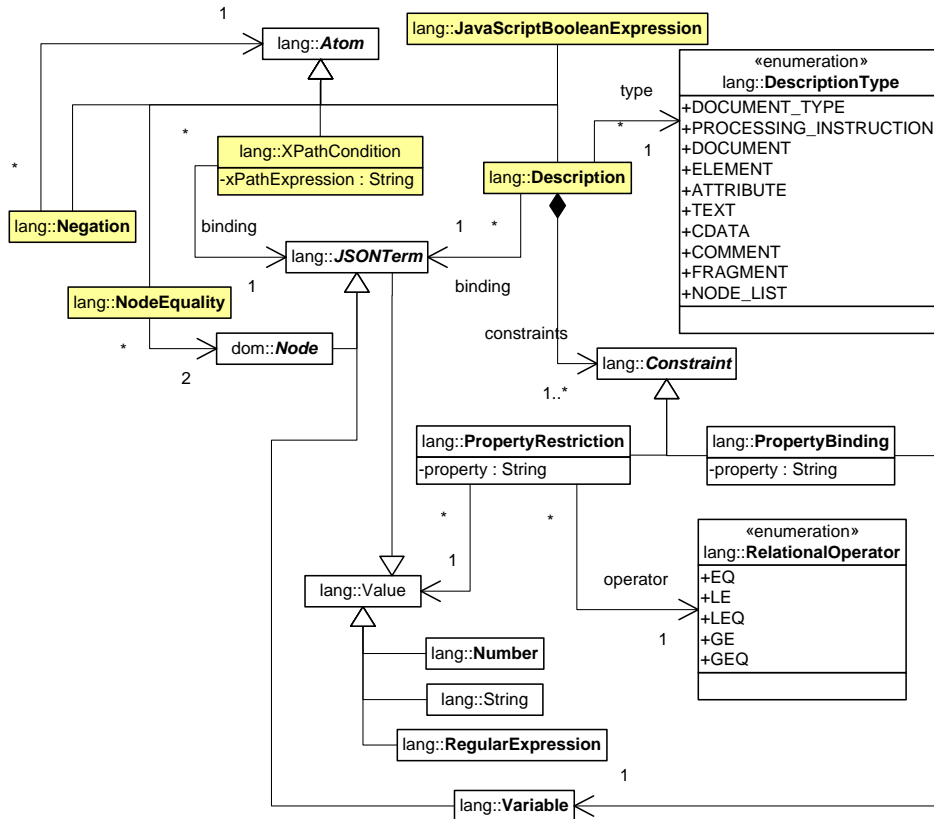 1
lang::Atom
lang::JavaScriptBooleanExpression
«enumeration»
lang::DescriptionType
+DOCUMENT_TYPE
+PROCESSING_INSTRUCTION
+DOCUMENT
+ELEMENT
+ATTRIBUTE
+TEXT
+CDATA
+COMMENT
+FRAGMENT
+NODE_LIST
type
*
1
*
lang::XPathCondition
-xPathExpression : String
lang::Description
*
lang::Negation
binding
1
*
lang::JSONTerm
1
binding
lang::NodeEquality
*
dom::Node
2
constraints
lang::Constraint
1..*
lang::PropertyRestriction
-property : String
lang::PropertyBinding
-property : String
*
*
«enumeration»
lang::RelationalOperator
+EQ
+LE
+LEQ
+GE
+GEQ
1
operator
lang::Value
1
lang::Number
lang::String
lang::RegularExpression
1
lang::Variable